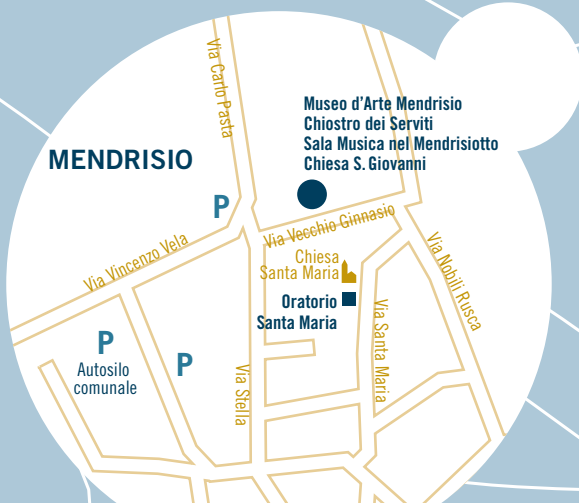 Via Carlo Pasta
Museo d'Arte Mendrisio
Chiostro dei Serviti
Sala Musica nel Mendrisiotto
Chiesa S. Giovanni
MENDRISIO
P
Via Vecchio Ginnasio
Via Vincenzo Vela
Via Nobili Rusca
Chiesa
Santa Maria
Oratorio
Santa Maria
Via Santa Maria
P
Autosilo
comunale
P
Via Stella